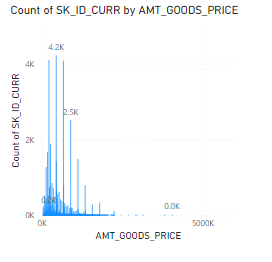 Count of SK_ID_CURR by AMT_GOODS_PRICE
4.2K
4K
2.5K
2K
0.2K
0.0K
0K
0K
5000K
Count of SK_ID_CURR
AMT_GOODS_PRICE